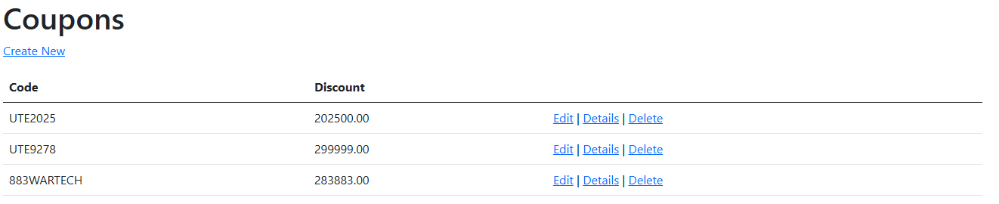 Coupons
Create New
Code Discount
UTE2025 202500.00 Edit | Details | Delete
UTE9278 299999.00 Edit | Details | Delete
883WARTECH 283883.00 Edit | Details | Delete